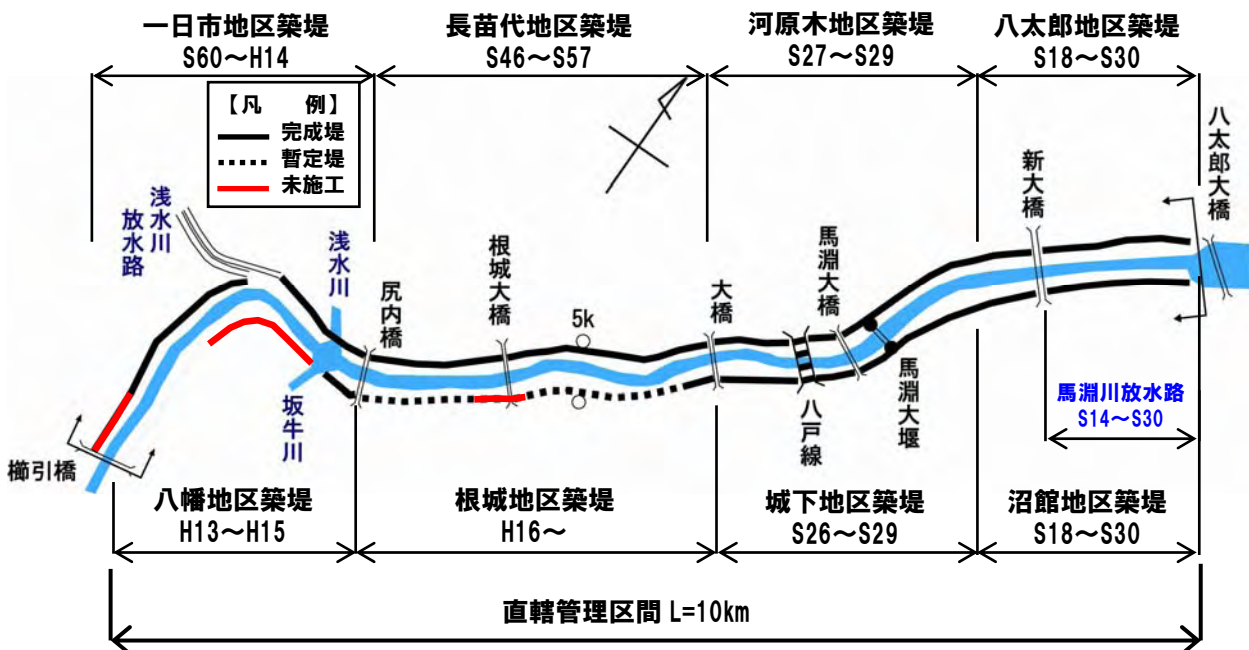 一日市地区築堤
S60～H14
長苗代地区築堤
S46～S57
河原木地区築堤
S27～S29
八太郎地区築堤
S18～S30
【凡　例】
完成堤
暫定堤
未施工
浅水川
放水路
浅水川
尻内橋
根城大橋
5k
大橋
馬淵大橋
新大橋
八太郎大橋
櫛引橋
坂牛川
八戸線
馬淵大堰
馬淵川放水路
S14～S30
八幡地区築堤
H13～H15
根城地区築堤
H16～
城下地区築堤
S26～S29
沼館地区築堤
S18～S30
直轄管理区間 L=10km